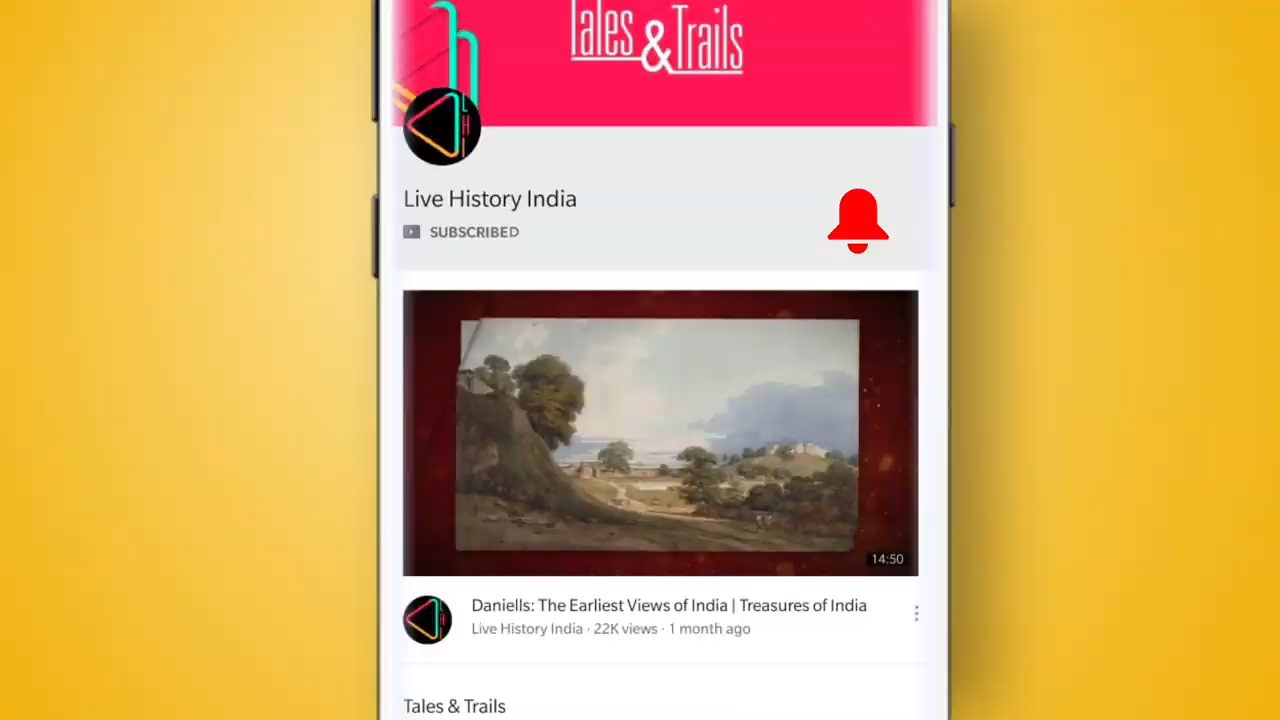 Tales
& Trails
L
H
I
Live History India
SUBSCRIBED
14:50
Daniells: The Earliest Views of India | Treasures of India
Live History India · 22K views · 1 month ago
Tales & Trails